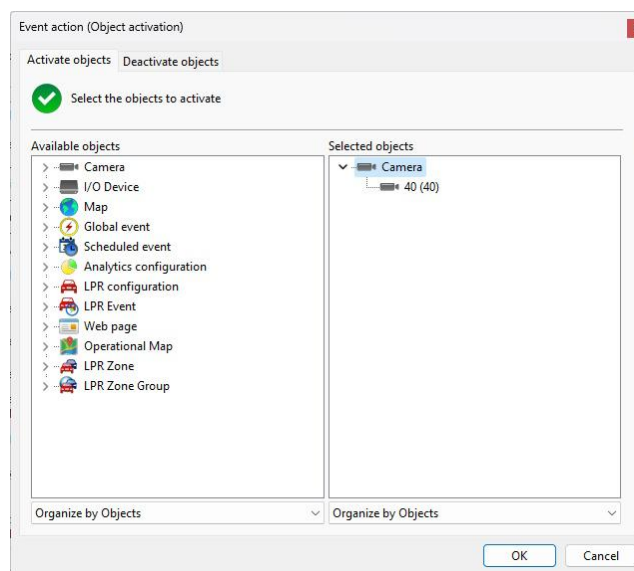 Event action (Object activation)
Activate objects Deactivate objects
Select the objects to activate
Available objects
Camera
I/O Device
Map
Global event
Scheduled event
Analytics configuration
LPR configuration
LPR Event
Web page
Operational Map
LPR Zone
LPR Zone Group
Organize by Objects
Selected objects
Camera
40 (40)
Organize by Objects
OK Cancel